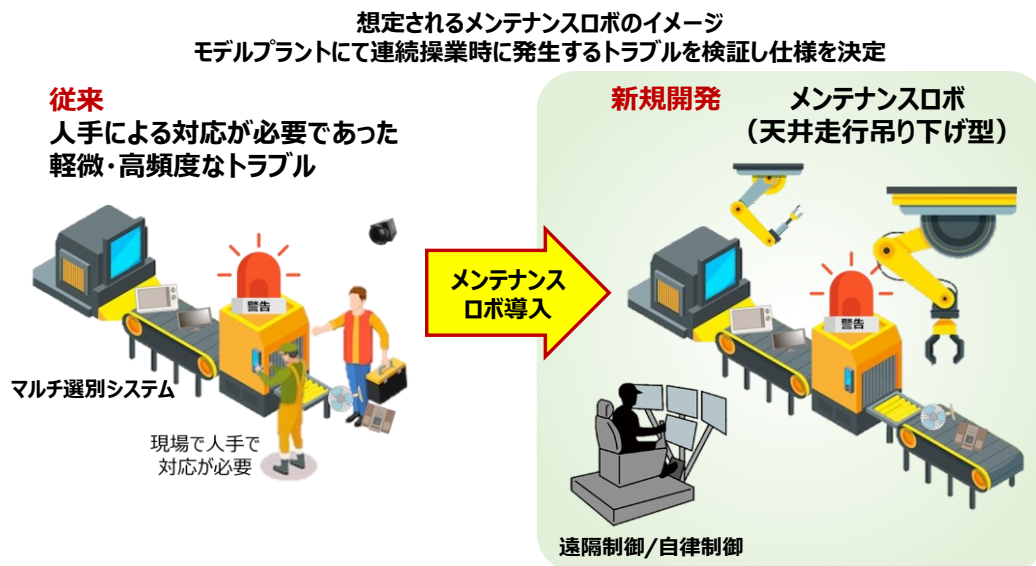 想定されるメンテナンスロボのイメージ
モデルプラントにて連続操業時に発生するトラブルを検証し仕様を決定
従来
人手による対応が必要であった
軽微・高頻度なトラブル
警告
マルチ選別システム
現場で人手で
対応が必要
メンテナンス
ロボ導入
新規開発 メンテナンスロボ
（天井走行吊り下げ型）
警告
遠隔制御/自律制御